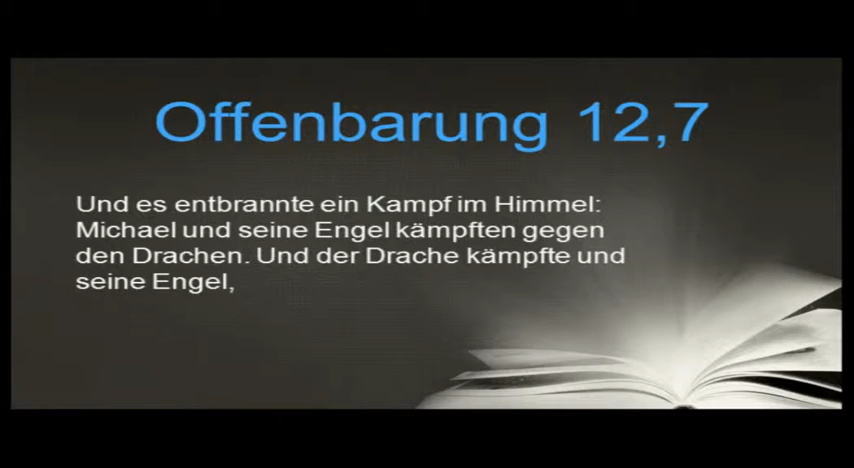 Offenbarung 12,7
Und es entbrannte ein Kampf im Himmel:
Michael und seine Engel kämpften gegen
den Drachen. Und der Drache kämpfte und
seine Engel,